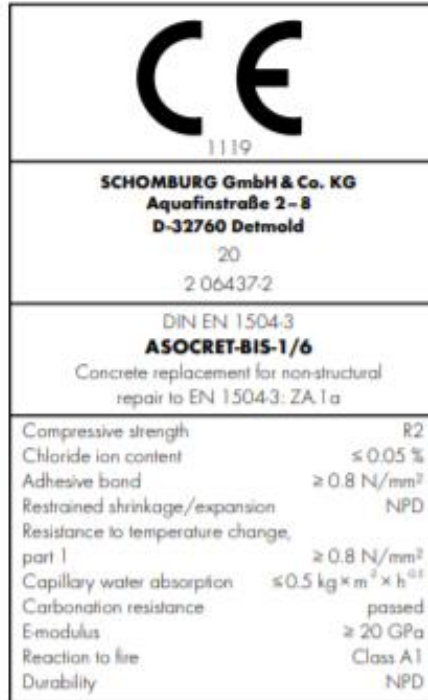 CE
1119
SCHOMBURG GmbH & Co. KG
Aquafinstraße 2–8
D-32760 Detmold
20
2 06437-2
DIN EN 1504-3
ASOCRET-BIS-1/6
Concrete replacement for non-structural
repair to EN 1504-3: ZA.1a
Compressive strength R2
Chloride ion content ≤ 0.05 %
Adhesive bond ≥ 0.8 N/mm²
Restrained shrinkage/expansion NPD
Resistance to temperature change,
part 1 ≥ 0.8 N/mm²
Capillary water absorption ≤0.5 kg × m⁻² × h⁻⁰·⁵
Carbonation resistance passed
E-modulus ≥ 20 GPa
Reaction to fire Class A1
Durability NPD